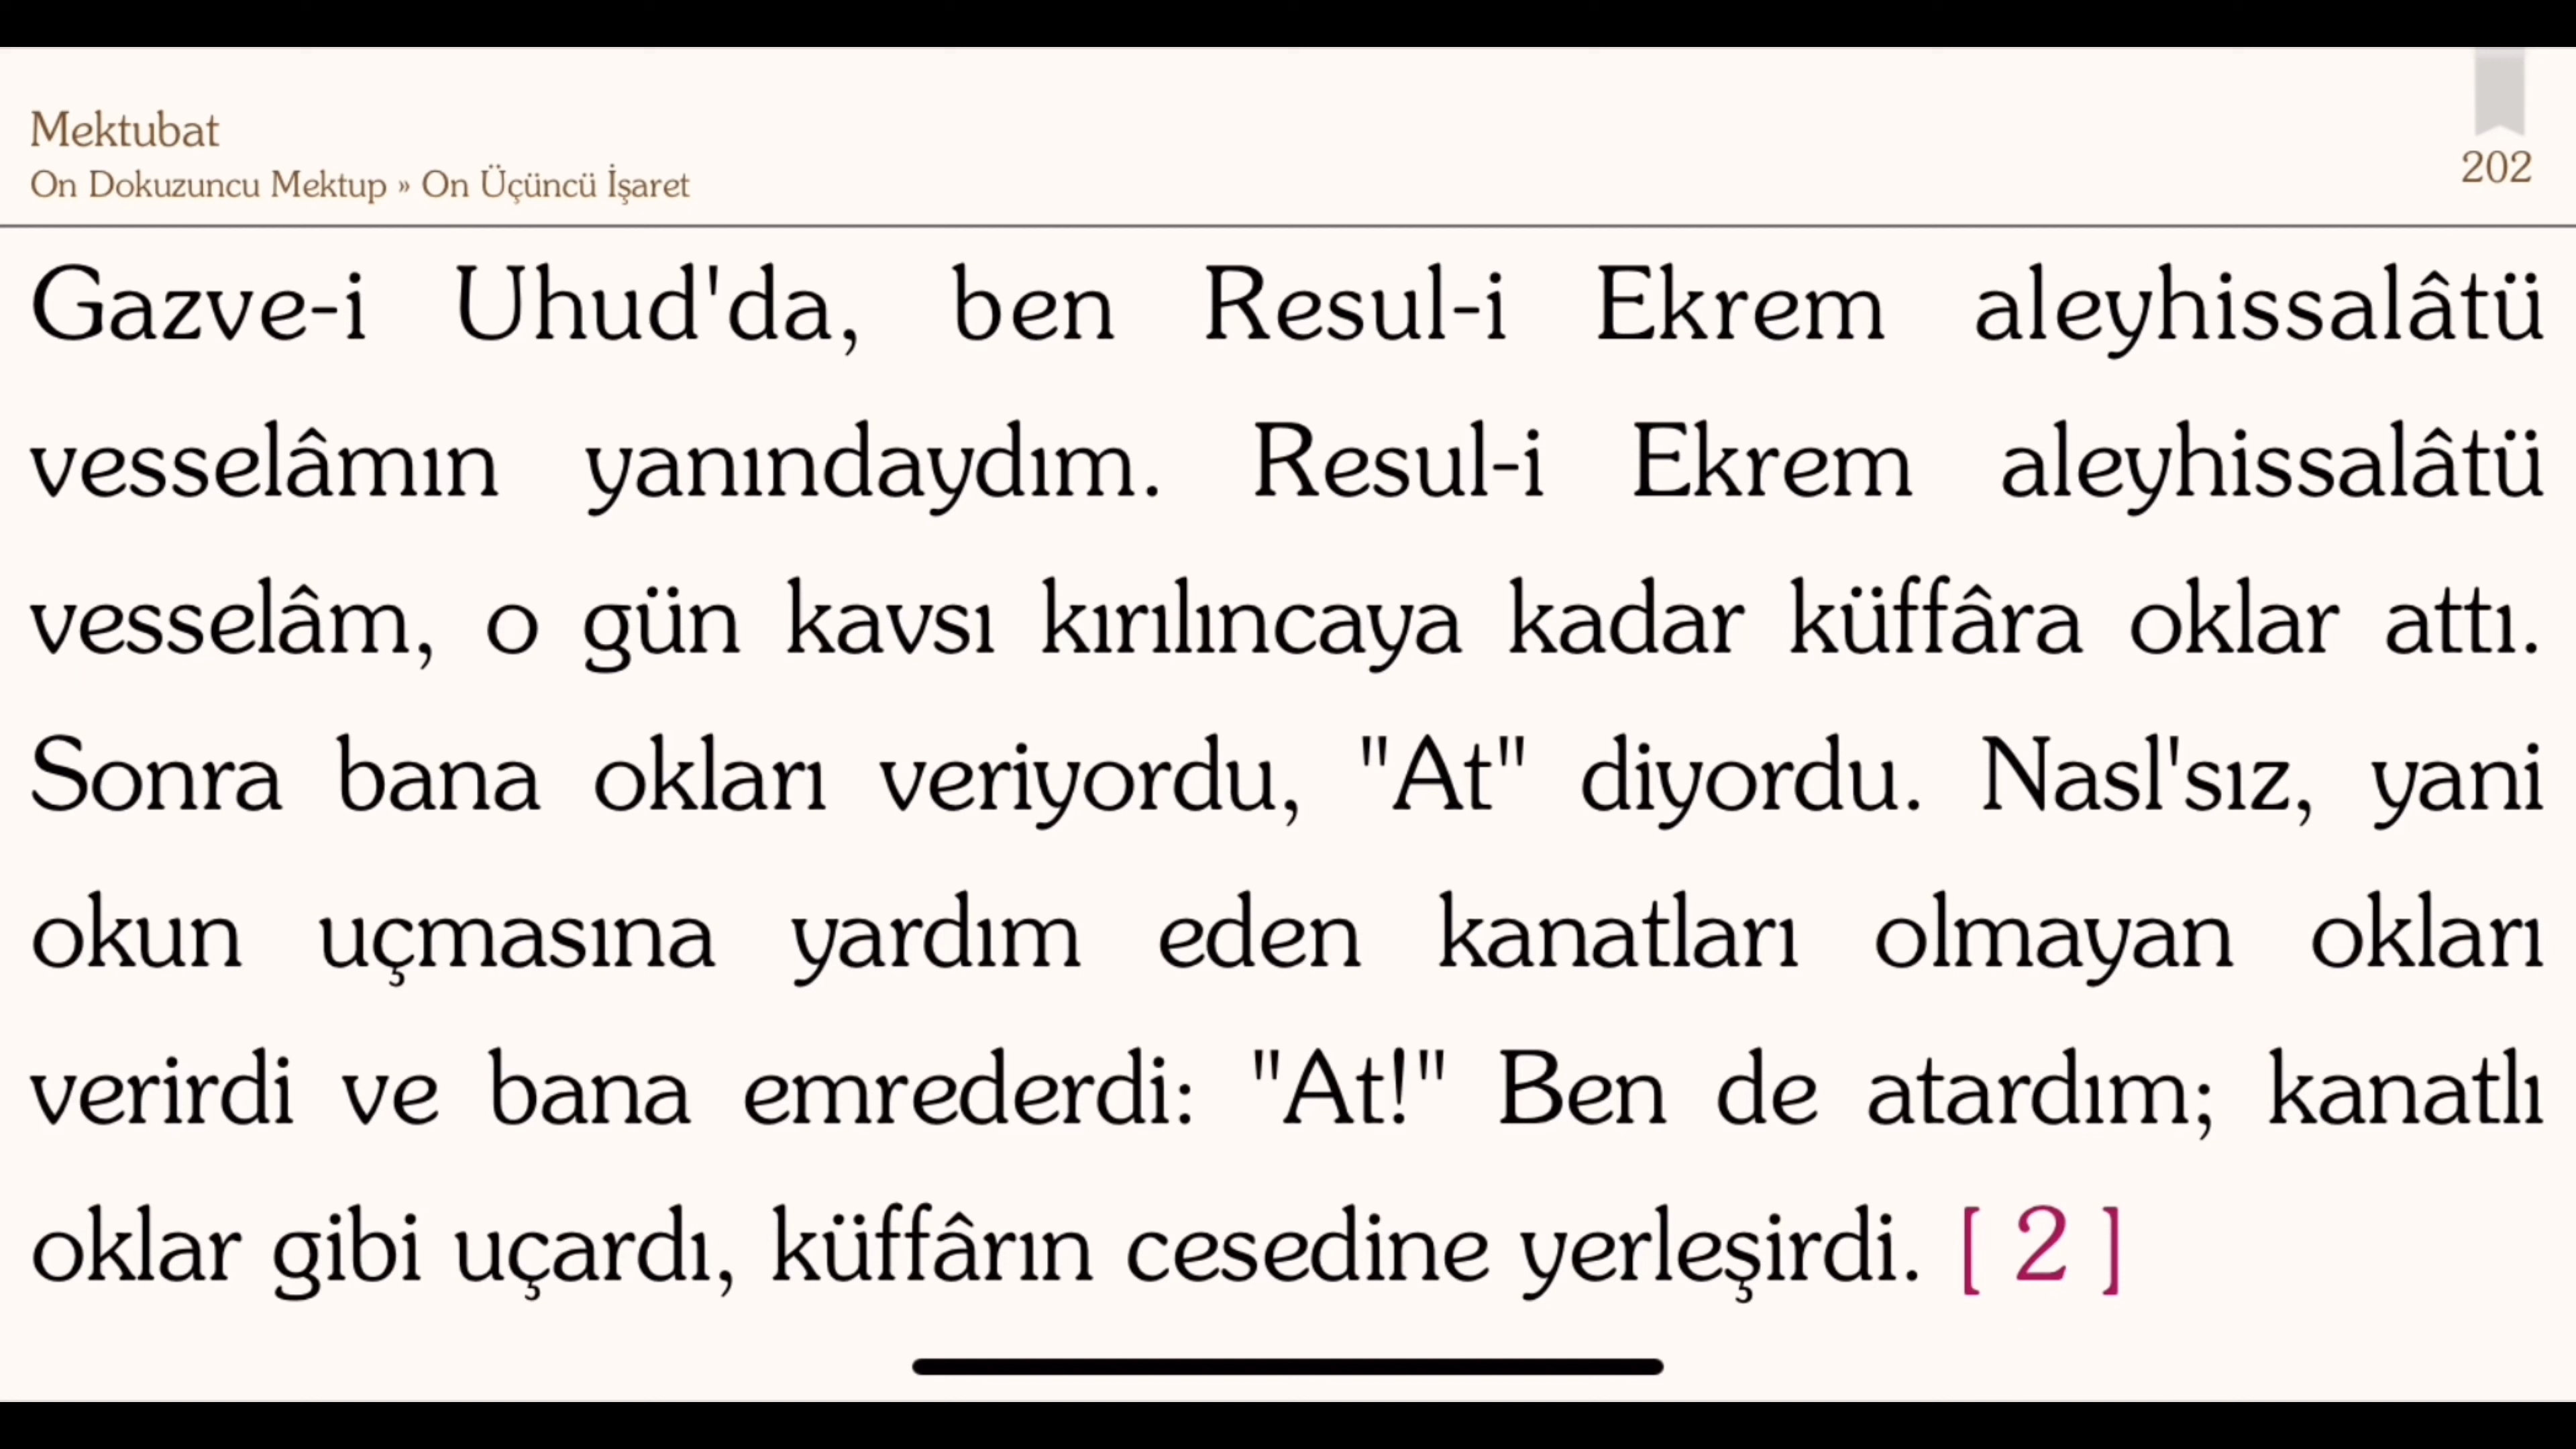 Mektubat
On Dokuzuncu Mektup » On Üçüncü İşaret
202
Gazve-i Uhud'da, ben Resul-i Ekrem aleyhissalâtü
vesselâmın yanındaydım. Resul-i Ekrem aleyhissalâtü
vesselâm, o gün kavsı kırılıncaya kadar küffâra oklar attı.
Sonra bana okları veriyordu, "At" diyordu. Nasl'sız, yani
okun uçmasına yardım eden kanatları olmayan okları
verirdi ve bana emrederdi: "At!" Ben de atardım; kanatlı
oklar gibi uçardı, küffârın cesedine yerleşirdi. [ 2 ]